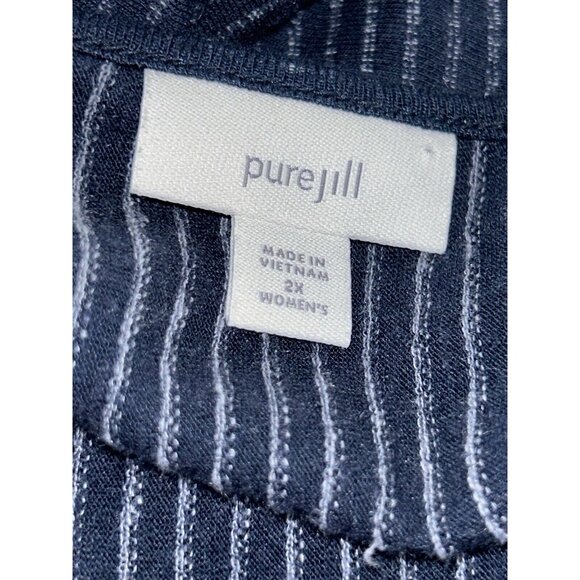 purejill
MADE IN
VIETNAM
2X
WOMEN'S